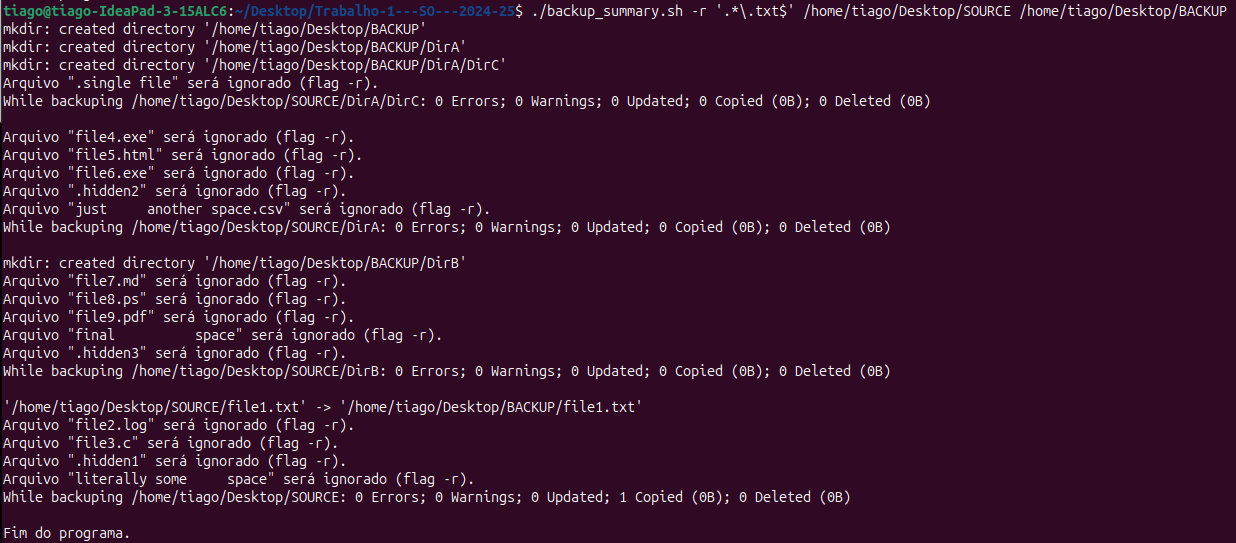 tiago@tiago-IdeaPad-3-15ALC6:~/Desktop/Trabalho-1---SO---2024-25$ ./backup_summary.sh -r '.*\.txt$' /home/tiago/Desktop/SOURCE /home/tiago/Desktop/BACKUP
mkdir: created directory '/home/tiago/Desktop/BACKUP'
mkdir: created directory '/home/tiago/Desktop/BACKUP/DirA'
mkdir: created directory '/home/tiago/Desktop/BACKUP/DirA/DirC'
Arquivo ".single file" será ignorado (flag -r).
While backuping /home/tiago/Desktop/SOURCE/DirA/DirC: 0 Errors; 0 Warnings; 0 Updated; 0 Copied (0B); 0 Deleted (0B)

Arquivo "file4.exe" será ignorado (flag -r).
Arquivo "file5.html" será ignorado (flag -r).
Arquivo "file6.exe" será ignorado (flag -r).
Arquivo ".hidden2" será ignorado (flag -r).
Arquivo "just     another space.csv" será ignorado (flag -r).
While backuping /home/tiago/Desktop/SOURCE/DirA: 0 Errors; 0 Warnings; 0 Updated; 0 Copied (0B); 0 Deleted (0B)

mkdir: created directory '/home/tiago/Desktop/BACKUP/DirB'
Arquivo "file7.md" será ignorado (flag -r).
Arquivo "file8.ps" será ignorado (flag -r).
Arquivo "file9.pdf" será ignorado (flag -r).
Arquivo "final          space" será ignorado (flag -r).
Arquivo ".hidden3" será ignorado (flag -r).
While backuping /home/tiago/Desktop/SOURCE/DirB: 0 Errors; 0 Warnings; 0 Updated; 0 Copied (0B); 0 Deleted (0B)

'/home/tiago/Desktop/SOURCE/file1.txt' -> '/home/tiago/Desktop/BACKUP/file1.txt'
Arquivo "file2.log" será ignorado (flag -r).
Arquivo "file3.c" será ignorado (flag -r).
Arquivo ".hidden1" será ignorado (flag -r).
Arquivo "literally some     space" será ignorado (flag -r).
While backuping /home/tiago/Desktop/SOURCE: 0 Errors; 0 Warnings; 0 Updated; 1 Copied (0B); 0 Deleted (0B)

Fim do programa.